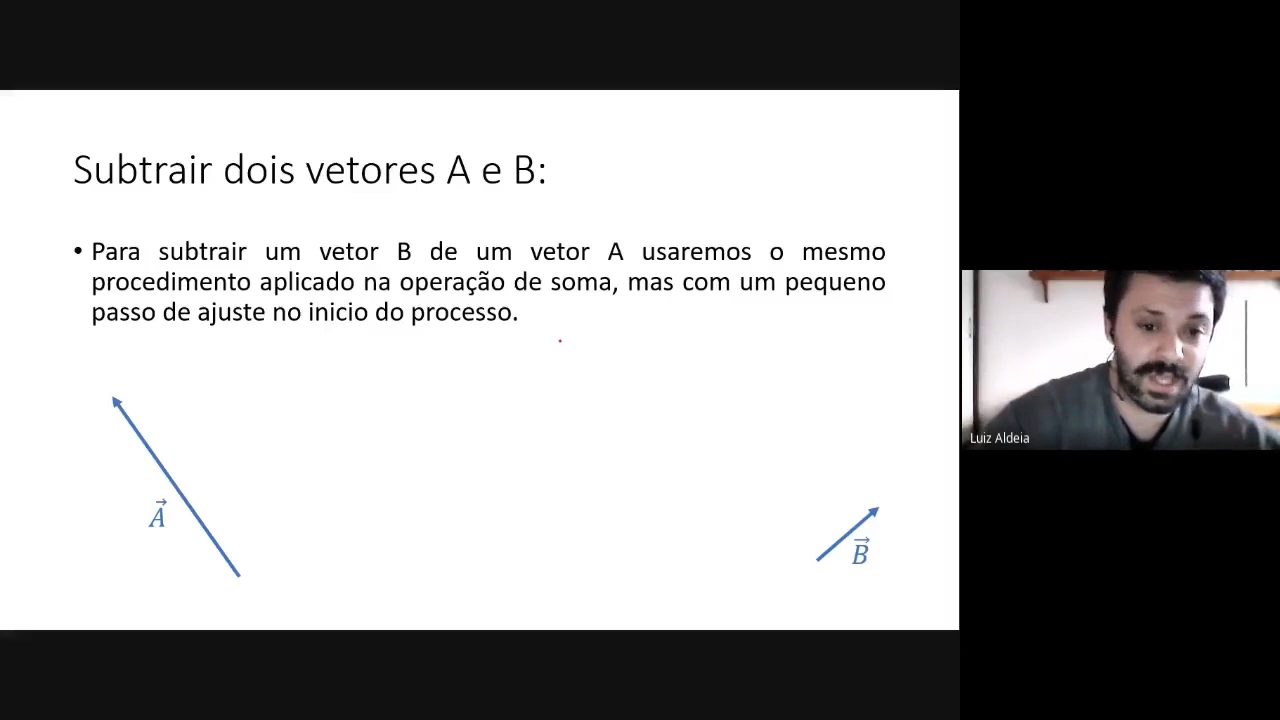 Subtrair dois vetores A e B:
• Para subtrair um vetor B de um vetor A usaremos o mesmo
procedimento aplicado na operação de soma, mas com um pequeno
passo de ajuste no inicio do processo.
A⃗
B⃗
Luiz Aldeia